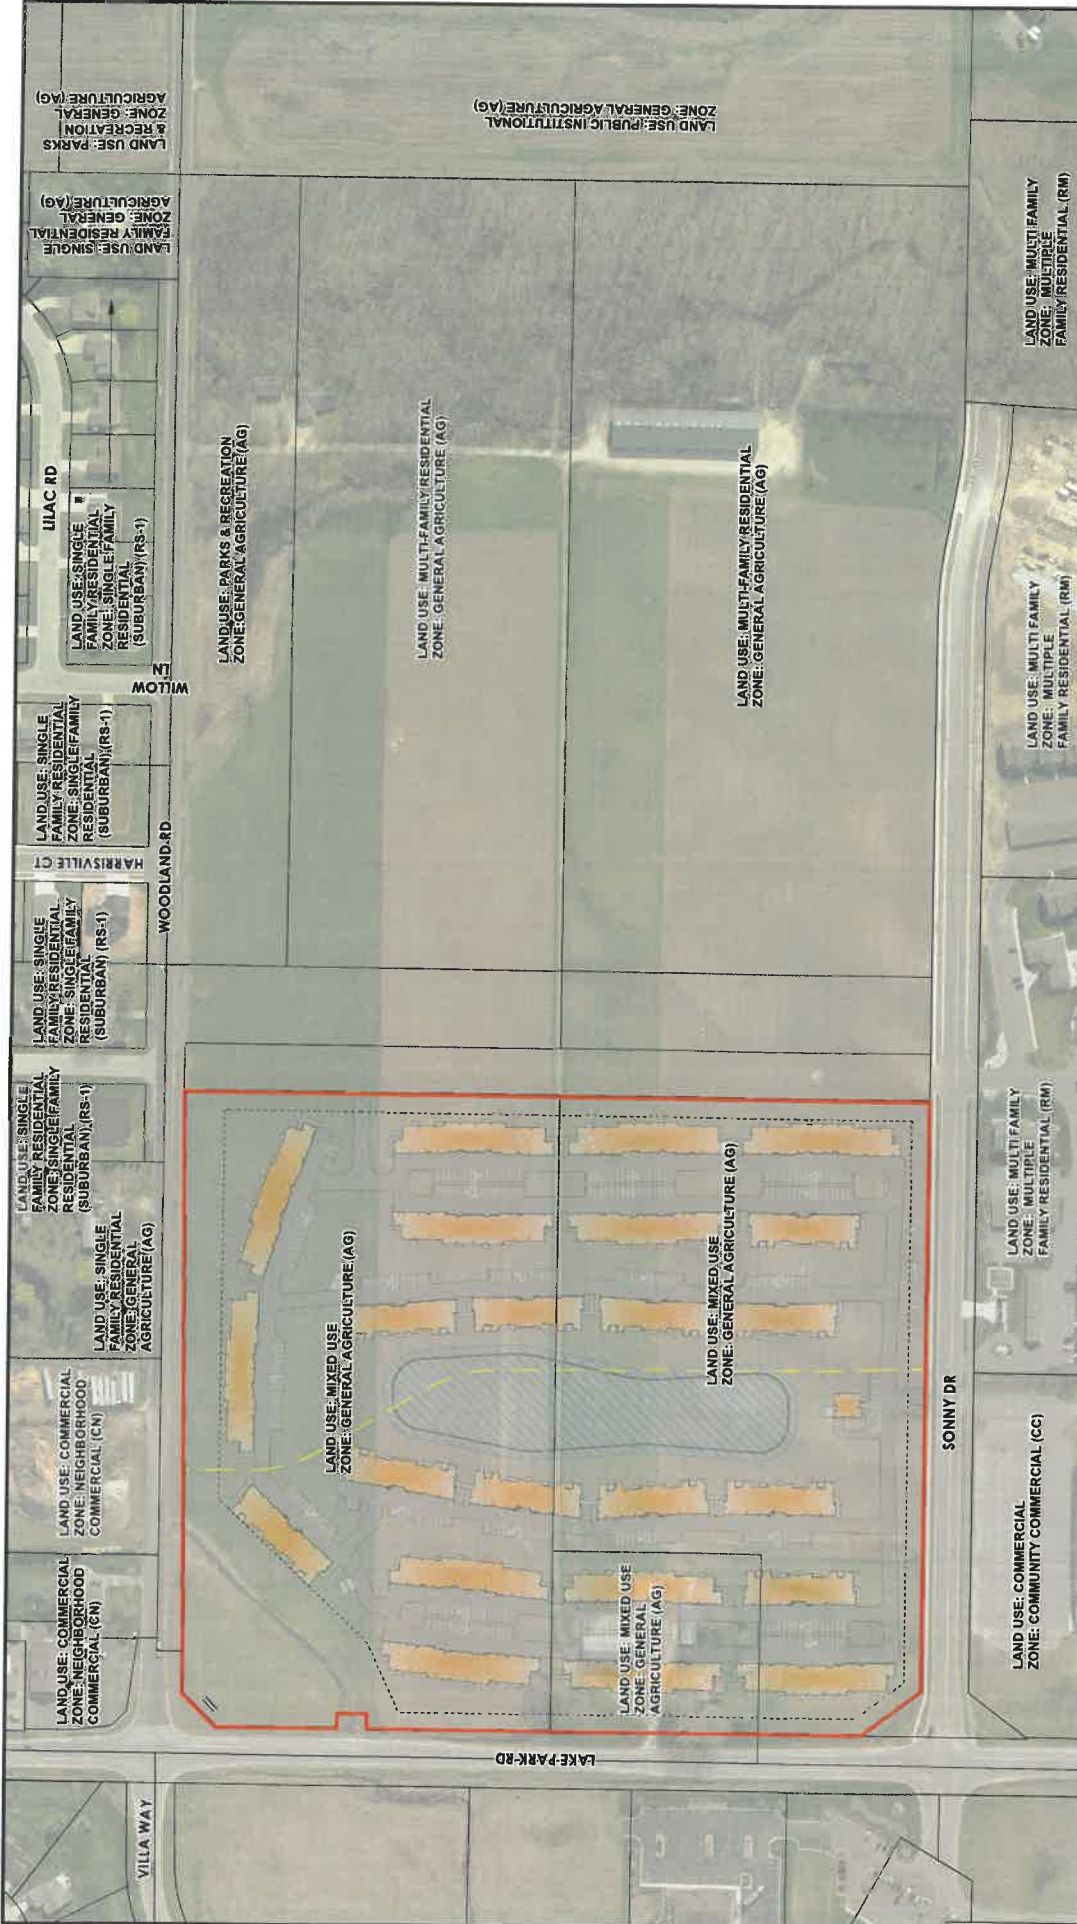 LAND USE: PARKS
& RECREATION
ZONE: GENERAL
AGRICULTURE (AG)
LAND USE: PUBLIC INSTITUTIONAL
ZONE: GENERAL AGRICULTURE (AG)
LAND USE: SINGLE
FAMILY RESIDENTIAL
ZONE: GENERAL
AGRICULTURE (AG)
LAND USE: MULTI FAMILY
ZONE: MULTIPLE
FAMILY RESIDENTIAL (RM)
LILAC RD
LAND USE: SINGLE
FAMILY RESIDENTIAL
ZONE: SINGLE FAMILY
RESIDENTIAL
(SUBURBAN) (RS-1)
LAND USE: PARKS & RECREATION
ZONE: GENERAL AGRICULTURE (AG)
LAND USE: MULTI-FAMILY RESIDENTIAL
ZONE: GENERAL AGRICULTURE (AG)
LAND USE: MULTI-FAMILY RESIDENTIAL
ZONE: GENERAL AGRICULTURE (AG)
WILLOW
LN
LAND USE: SINGLE
FAMILY RESIDENTIAL
ZONE: SINGLE FAMILY
RESIDENTIAL
(SUBURBAN) (RS-1)
LAND USE: MULTI FAMILY
ZONE: MULTIPLE
FAMILY RESIDENTIAL (RM)
HARRISVILLE CT
WOODLAND RD
LAND USE: SINGLE
FAMILY RESIDENTIAL
ZONE: SINGLE FAMILY
RESIDENTIAL
(SUBURBAN) (RS-1)
LAND USE: SINGLE
FAMILY RESIDENTIAL
ZONE: SINGLE FAMILY
RESIDENTIAL
(SUBURBAN) (RS-1)
LAND USE: MULTI FAMILY
ZONE: MULTIPLE
FAMILY RESIDENTIAL (RM)
LAND USE: SINGLE
FAMILY RESIDENTIAL
ZONE: GENERAL
AGRICULTURE (AG)
LAND USE: MIXED USE
ZONE: GENERAL AGRICULTURE (AG)
LAND USE: MIXED USE
ZONE: GENERAL AGRICULTURE (AG)
LAND USE: COMMERCIAL
ZONE: NEIGHBORHOOD
COMMERCIAL (CN)
SONNY DR
LAND USE: COMMERCIAL
ZONE: COMMUNITY COMMERCIAL (CC)
LAND USE: COMMERCIAL
ZONE: NEIGHBORHOOD
COMMERCIAL (CN)
LAND USE: MIXED USE
ZONE: GENERAL
AGRICULTURE (AG)
LAKE PARK RD
VILLA WAY